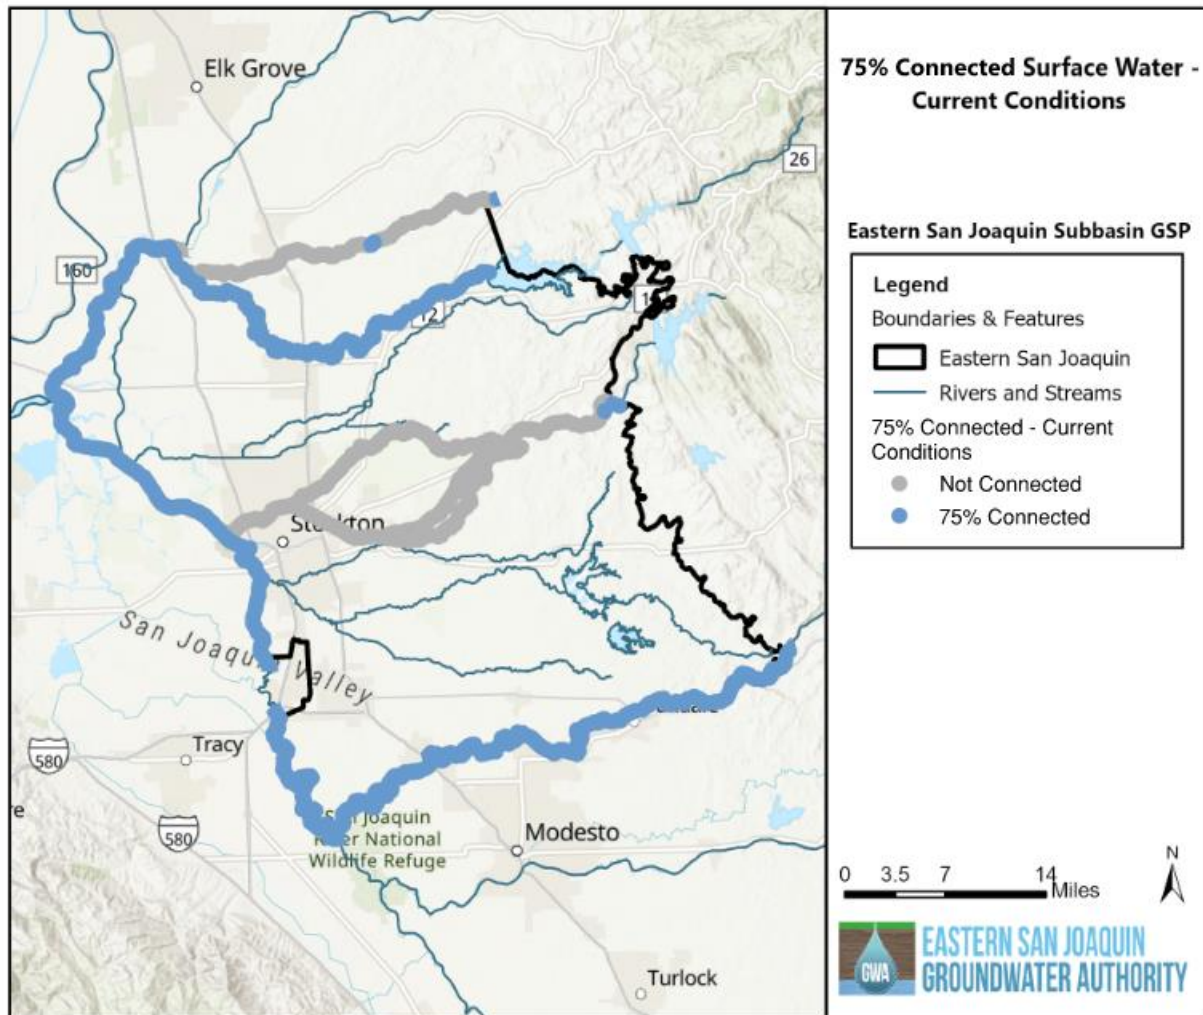 Elk Grove
26
160
12
Stockton
San Joaquin Valley
Tracy
580
580
San Joaquin
River National
Wildlife Refuge
Modesto
Turlock
75% Connected Surface Water -
Current Conditions
Eastern San Joaquin Subbasin GSP
Legend
Boundaries & Features
Eastern San Joaquin
Rivers and Streams
75% Connected - Current
Conditions
Not Connected
75% Connected
0 3.5 7 14
Miles
N
GWA
EASTERN SAN JOAQUIN
GROUNDWATER AUTHORITY